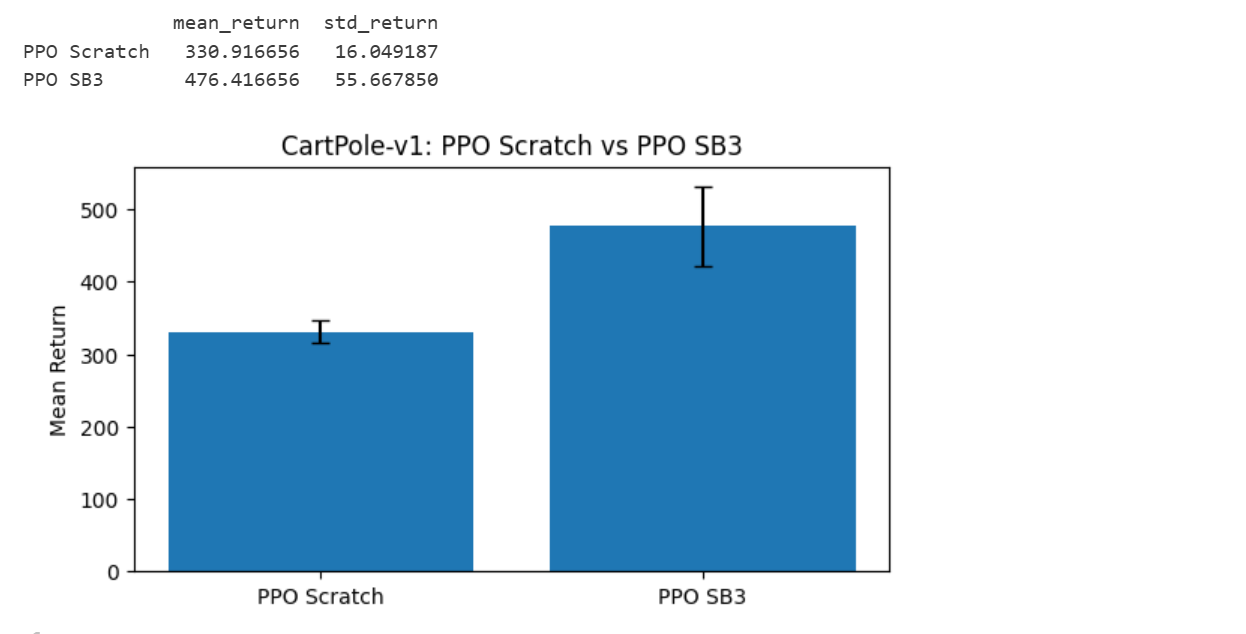 mean_return std_return
PPO Scratch 330.916656 16.049187
PPO SB3 476.416656 55.667850
CartPole-v1: PPO Scratch vs PPO SB3
Mean Return
500
400
300
200
100
0
PPO Scratch PPO SB3